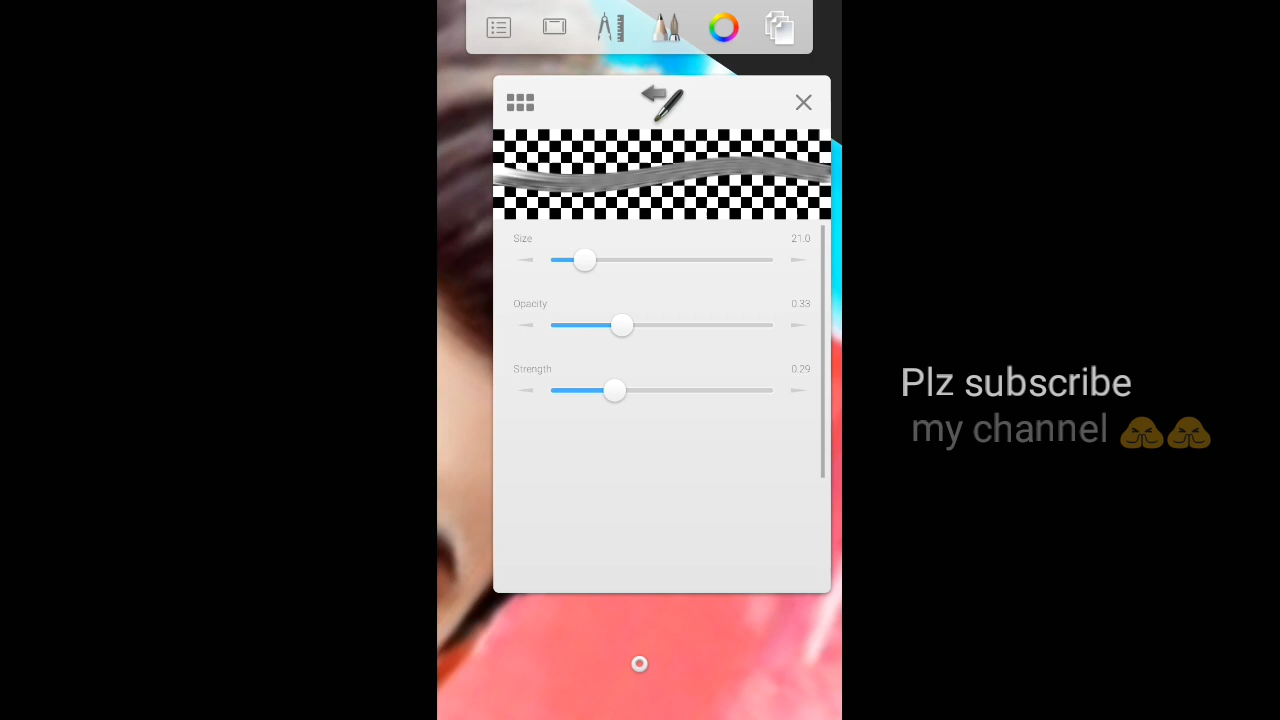 Size 21.0
Opacity 0.33
Strength 0.29
Plz subscribe
my channel 🙏🙏